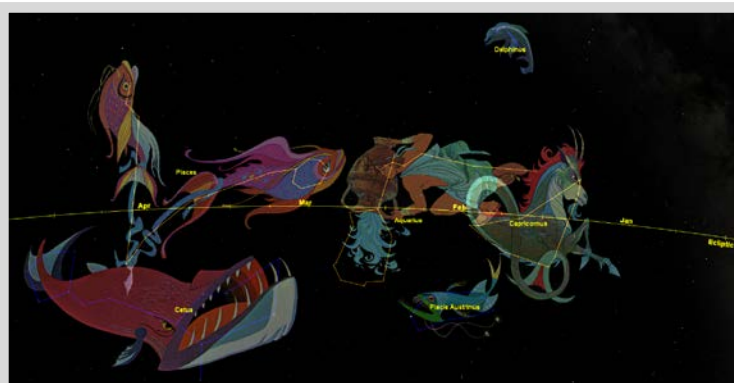 Delphinus
Pisces
Apr
May
Aquarius
Feb
Capricornus
Jan
Ecliptic
Cetus
Piscis Austrinus